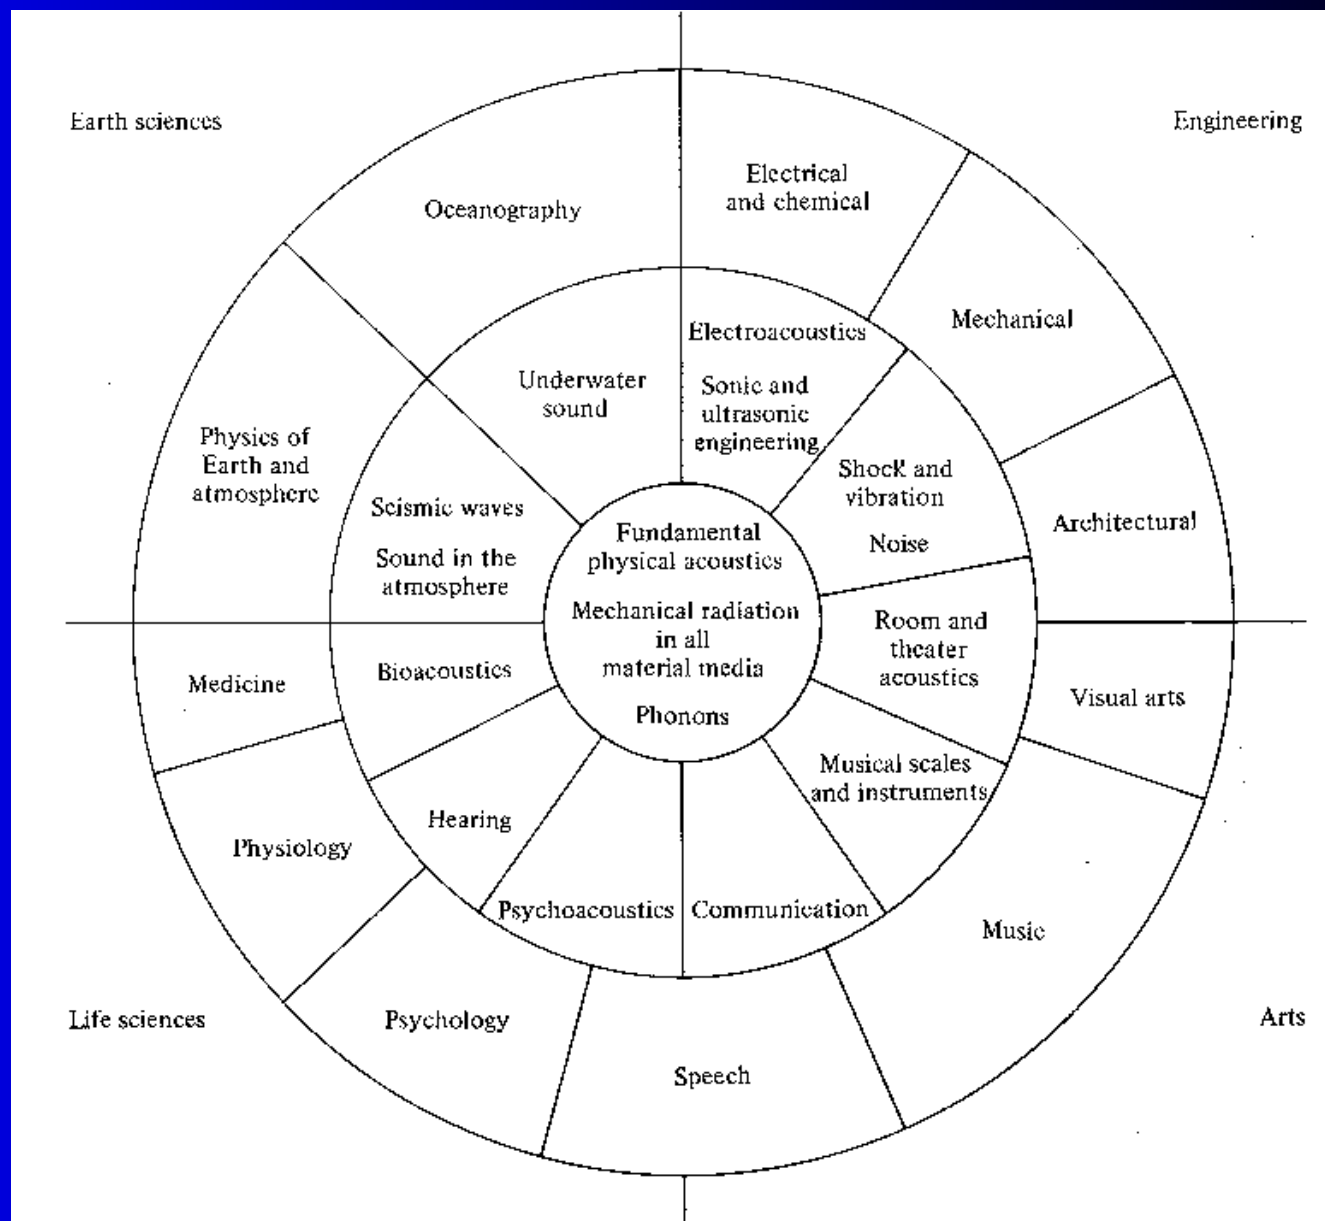 Earth sciences
Engineering
Oceanography
Electrical
and chemical
Mechanical
Architectural
Physics of
Earth and
atmosphere
Underwater
sound
Electroacoustics
Sonic and
ultrasonic
engineering
Shock and
vibration
Noise
Seismic waves
Sound in the
atmosphere
Fundamental
physical acoustics
Mechanical radiation
in all
material media
Phonons
Room and
theater
acoustics
Visual arts
Medicine
Bioacoustics
Musical scales
and instruments
Physiology
Hearing
Psychoacoustics
Communication
Music
Life sciences
Psychology
Speech
Arts